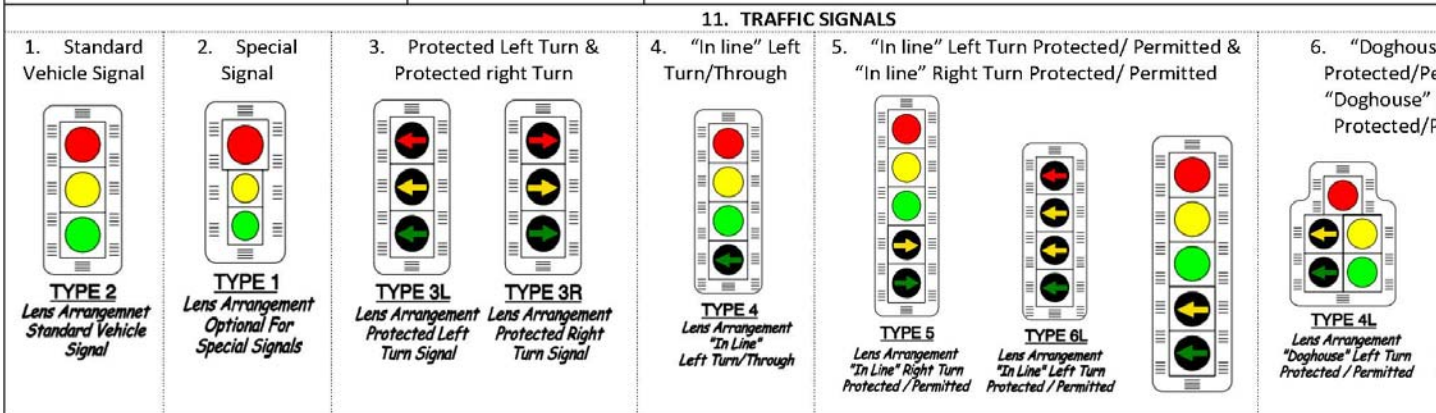 11. TRAFFIC SIGNALS
1. Standard
Vehicle Signal
2. Special
Signal
3. Protected Left Turn &
Protected right Turn
4. “In line” Left
Turn/Through
5. “In line” Left Turn Protected/ Permitted &
“In line” Right Turn Protected/ Permitted
6. “Doghous
Protected/Pe
“Doghouse”
Protected/P
TYPE 2
Lens Arrangemnet
Standard Vehicle
Signal
TYPE 1
Lens Arrangement
Optional For
Special Signals
TYPE 3L
Lens Arrangement
Protected Left
Turn Signal
TYPE 3R
Lens Arrangement
Protected Right
Turn Signal
TYPE 4
Lens Arrangement
"In Line"
Left Turn/Through
TYPE 5
Lens Arrangement
"In Line" Right Turn
Protected / Permitted
TYPE 6L
Lens Arrangement
"In Line" Left Turn
Protected / Permitted
TYPE 4L
Lens Arrangement
"Doghouse" Left Turn
Protected / Permitted